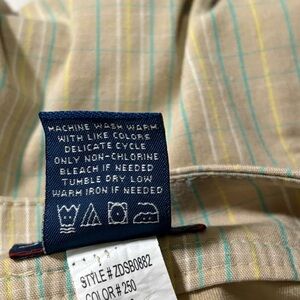 MACHINE WASH WARM
WITH LIKE COLORS
DELICATE CYCLE
ONLY NON-CHLORINE
BLEACH IF NEEDED
TUMBLE DRY LOW
WARM IRON IF NEEDED
STYLE # ZDSB0882
COLOR # 250